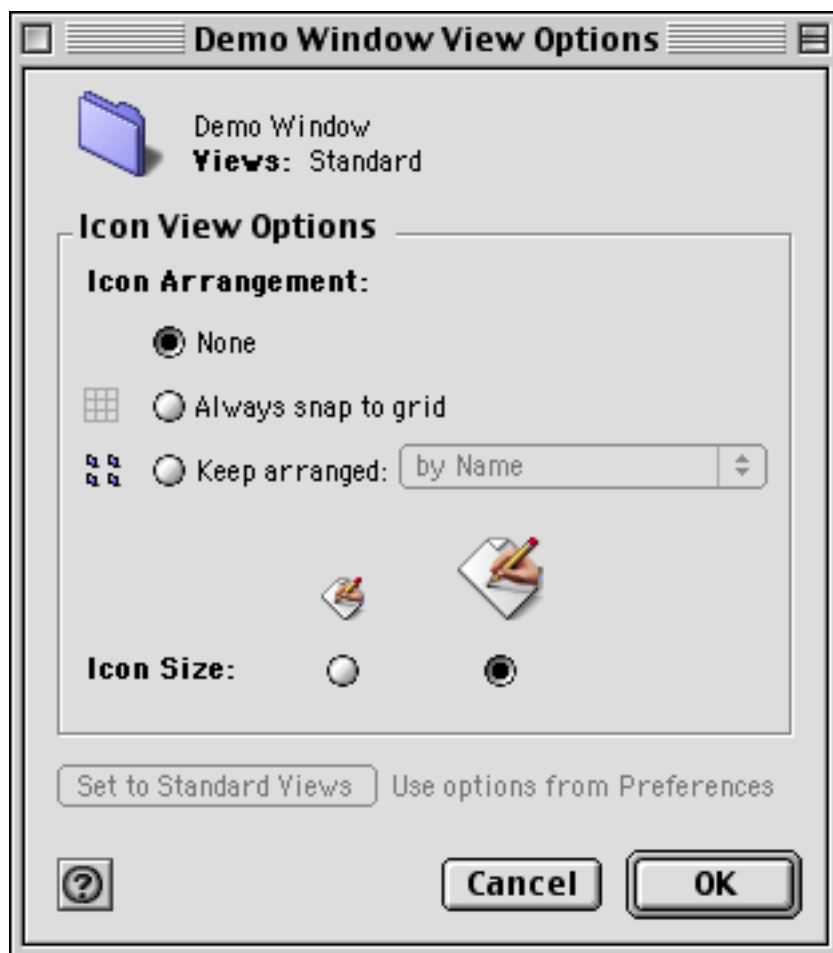 Demo Window View Options
Demo Window
Views: Standard
Icon View Options
Icon Arrangement:
None
Always snap to grid
Keep arranged: by Name
Icon Size:
Set to Standard Views Use options from Preferences
? Cancel OK